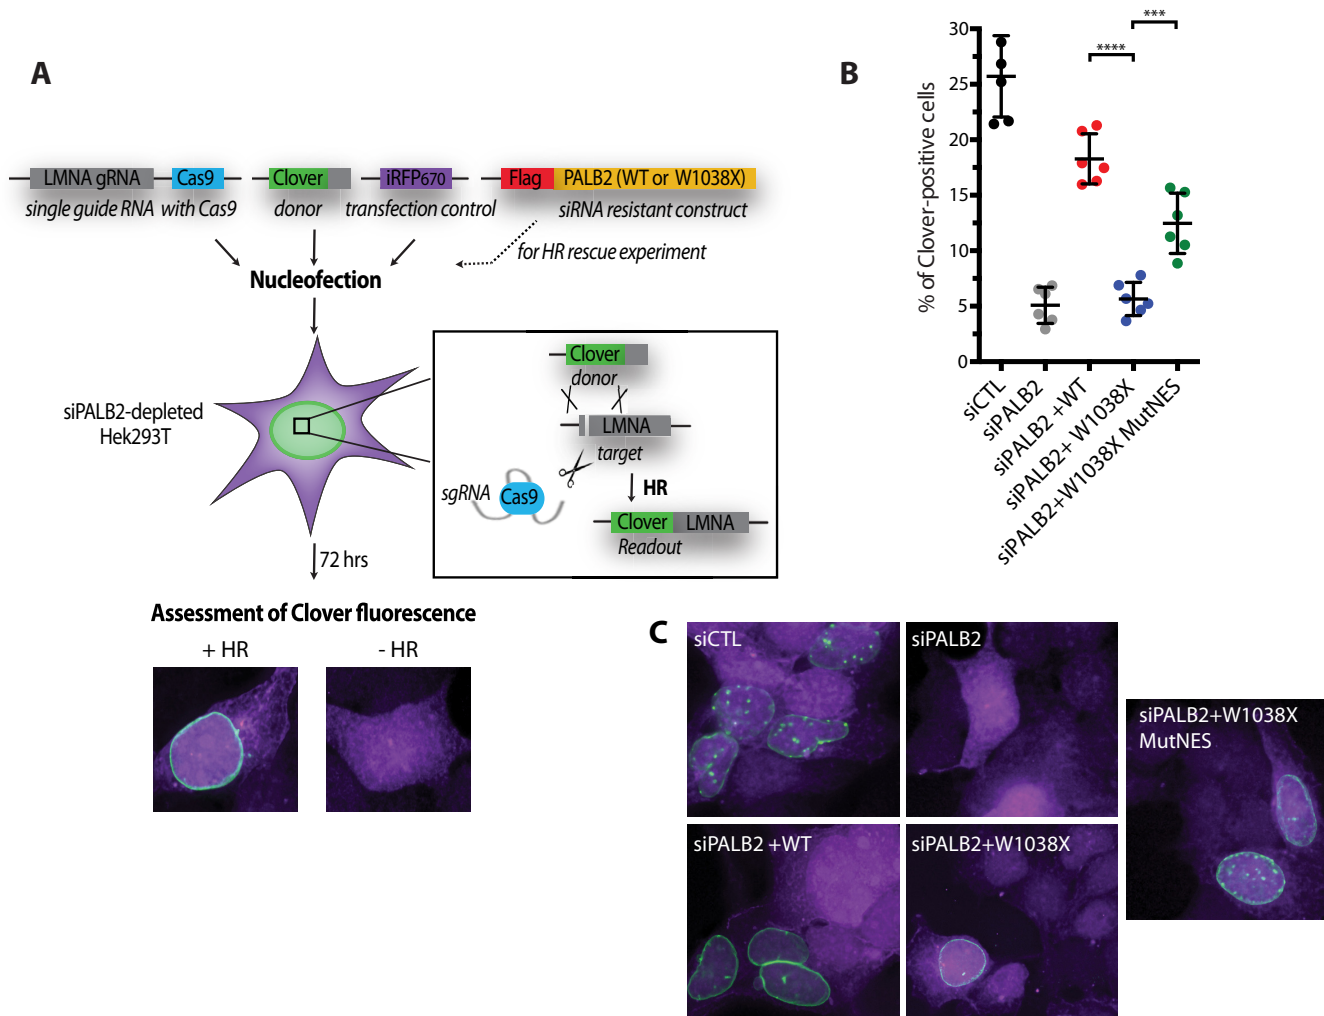 A
LMNA gRNA
Cas9
Clover
iRFP670
Flag
PALB2 (WT or W1038X)
single guide RNA with Cas9
donor
transfection control
siRNA resistant construct
for HR rescue experiment
Nucleofection
siPALB2-depleted
Hek293T
Clover
donor
LMNA
target
sgRNA
Cas9
HR
Clover
LMNA
Readout
72 hrs
Assessment of Clover fluorescence
+ HR
- HR
B
% of Clover-positive cells
30
25
20
15
10
5
0
****
***
siCTL
siPALB2
siPALB2 +WT
siPALB2+ W1038X
siPALB2+W1038X MutNES
C
siCTL
siPALB2
siPALB2 +WT
siPALB2+W1038X
siPALB2+W1038X
MutNES